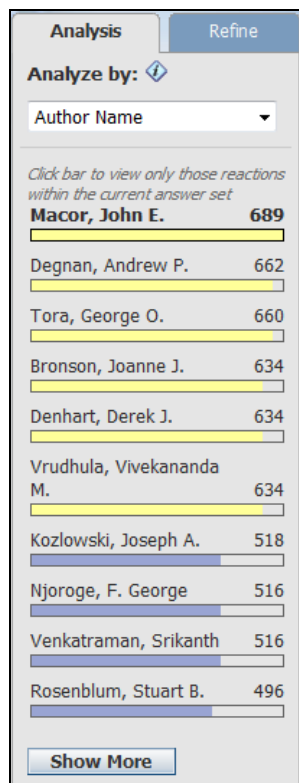 Analysis Refine
Analyze by:
Author Name
Click bar to view only those reactions
within the current answer set
Macor, John E. 689
Degnan, Andrew P. 662
Tora, George O. 660
Bronson, Joanne J. 634
Denhart, Derek J. 634
Vrudhula, Vivekananda
M. 634
Kozlowski, Joseph A. 518
Njoroge, F. George 516
Venkatraman, Srikanth 516
Rosenblum, Stuart B. 496
Show More